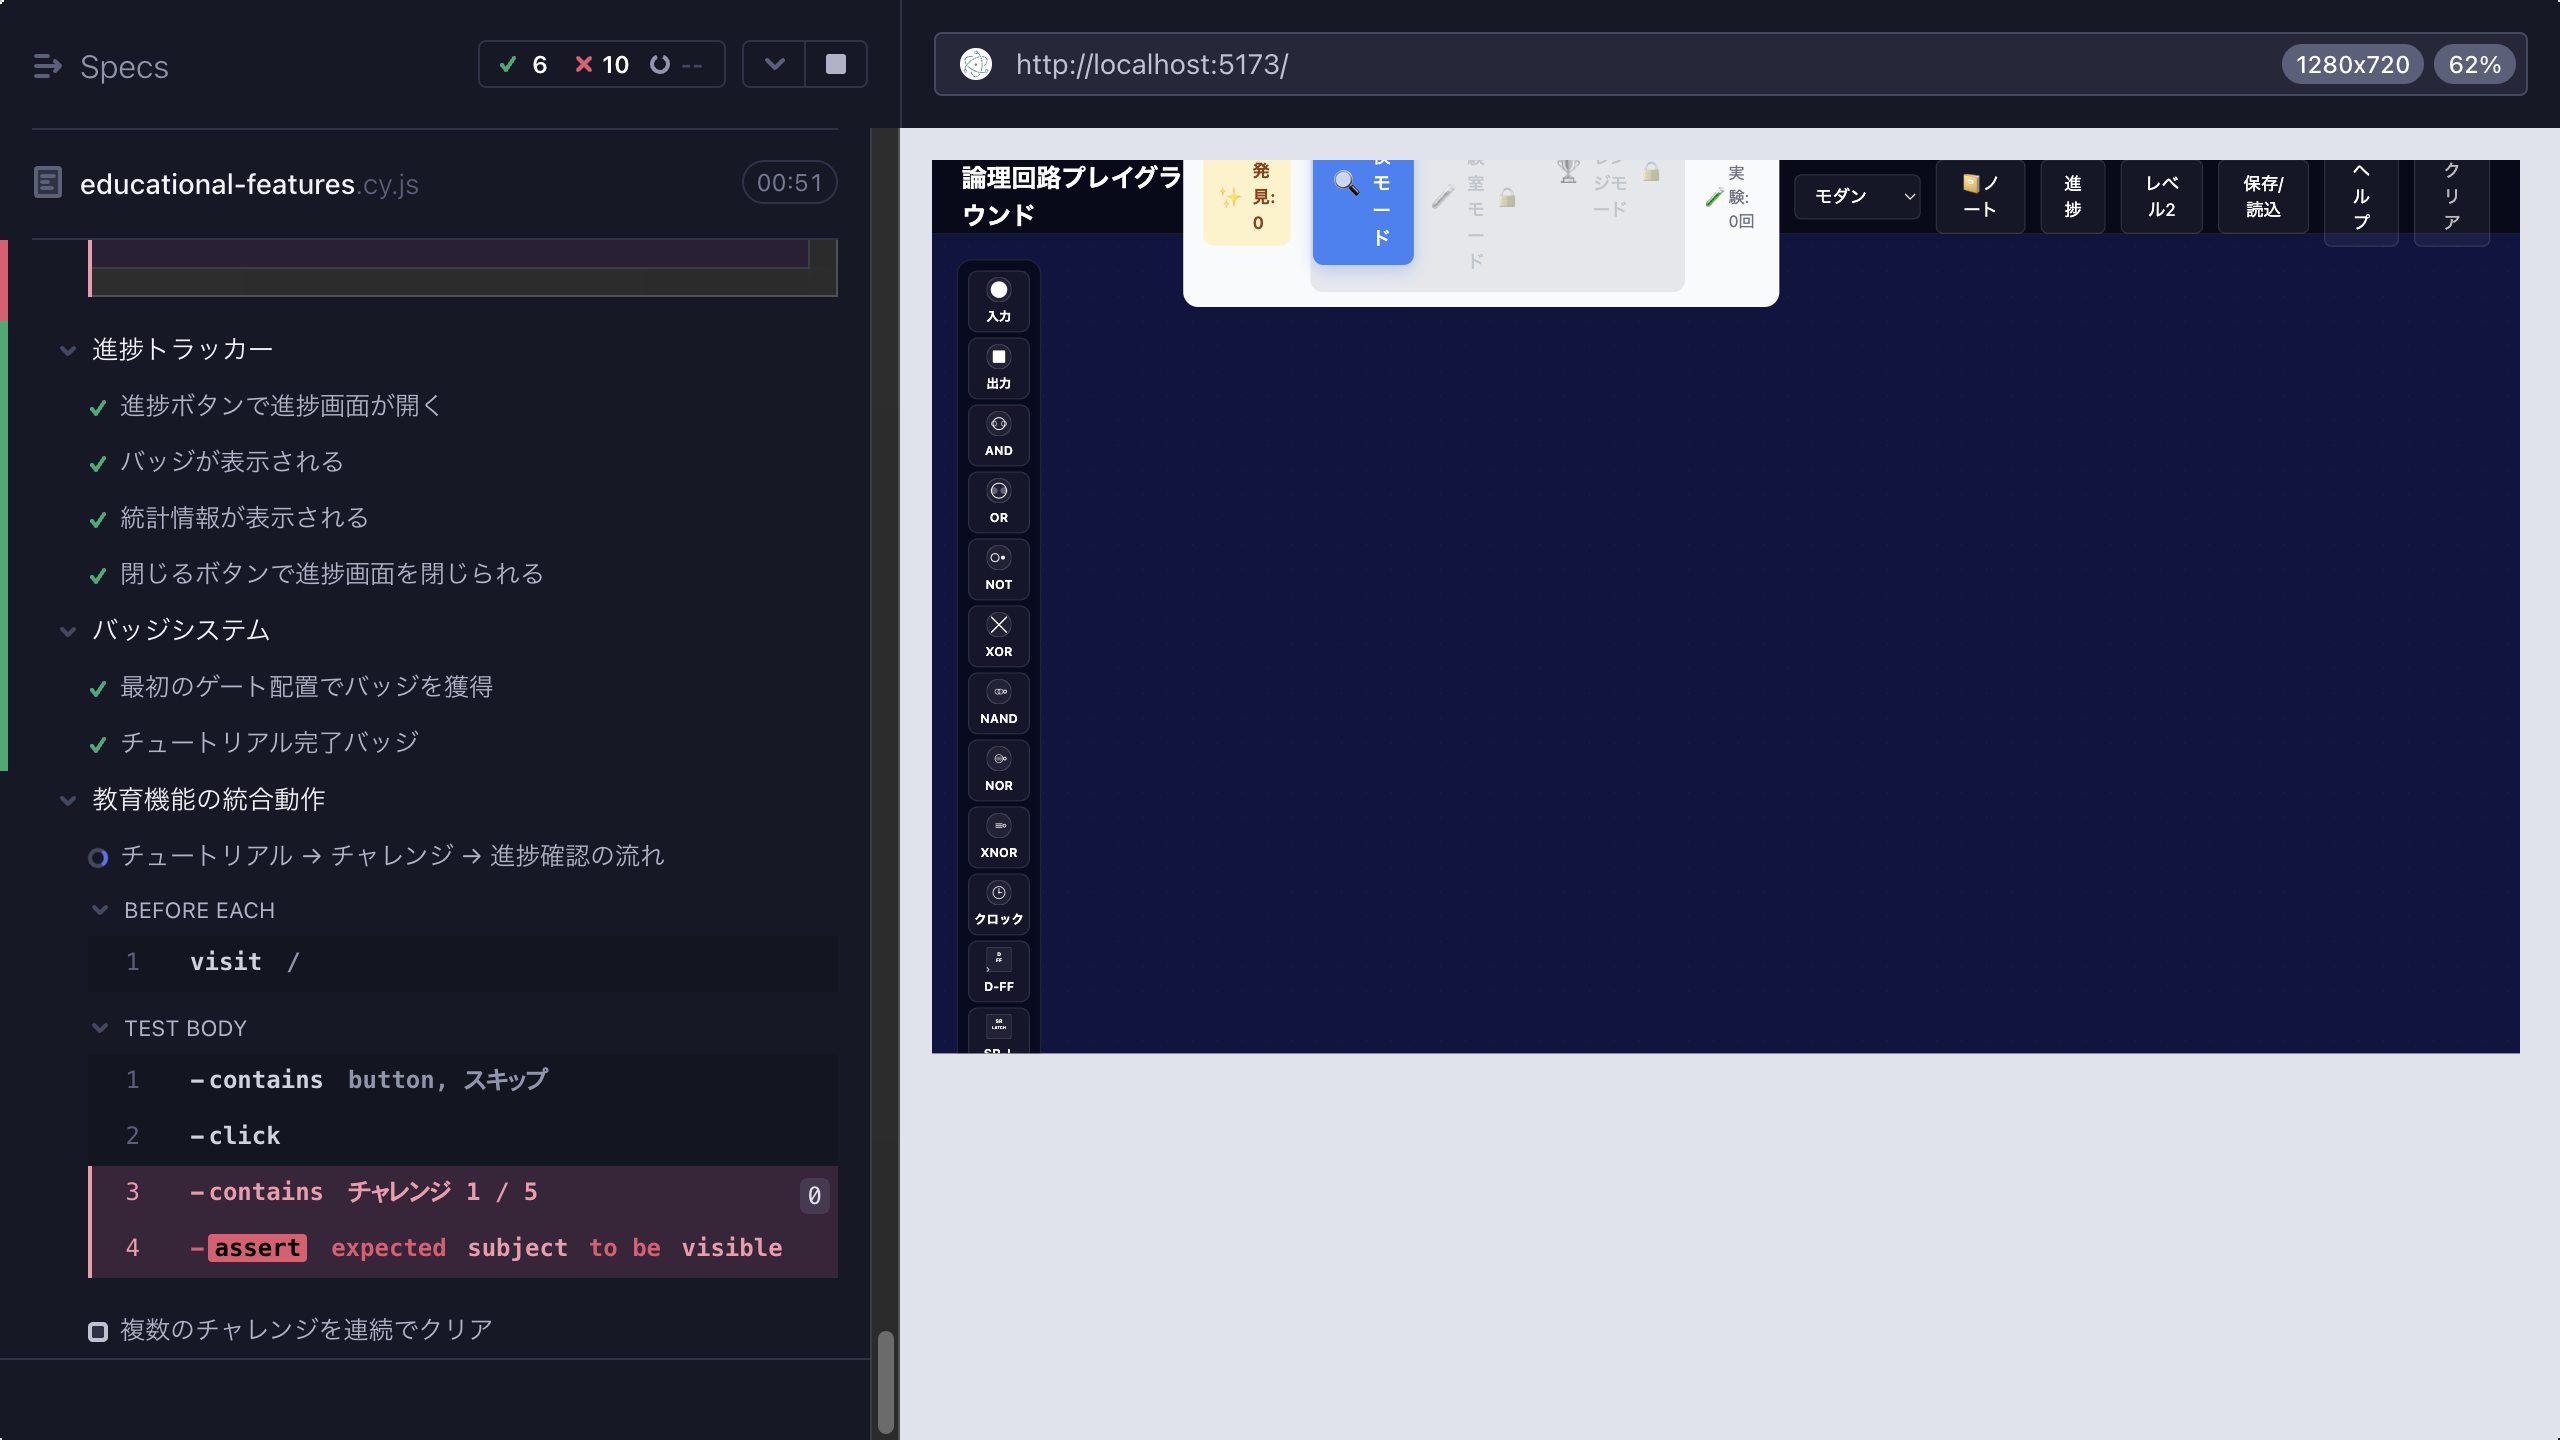 Specs
6
10
--
http://localhost:5173/
1280x720
62%
educational-features.cy.js
00:51
進捗トラッカー
進捗ボタンで進捗画面が開く
バッジが表示される
統計情報が表示される
閉じるボタンで進捗画面を閉じられる
バッジシステム
最初のゲート配置でバッジを獲得
チュートリアル完了バッジ
教育機能の統合動作
チュートリアル → チャレンジ → 進捗確認の流れ
BEFORE EACH
1 visit /
TEST BODY
1 -contains button, スキップ
2 -click
3 -contains チャレンジ 1 / 5 0
4 -assert expected subject to be visible
複数のチャレンジを連続でクリア
論理回路プレイグラ
ウンド
✨ 発
見:
0
モ
ー
ド
室
モ
ー
ド
ジモ
ード
実
験:
0回
モダン
ノ
ート
進
捗
レベ
ル2
保存/
読込
ヘ
ル
プ
ク
リ
ア
入力
出力
AND
OR
NOT
XOR
NAND
NOR
XNOR
クロック
D
FF
D-FF
SR
LATCH